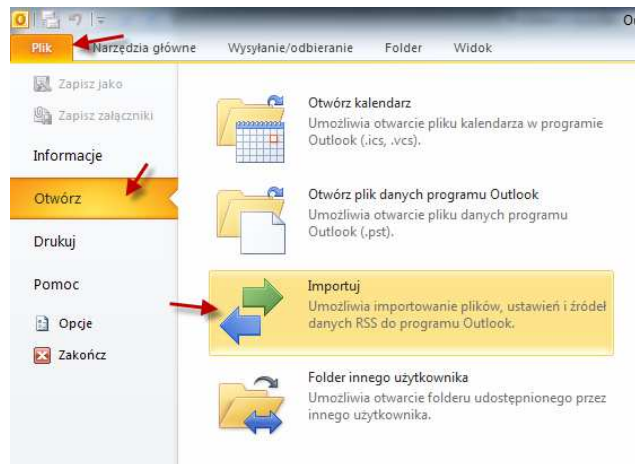 O
Plik Narzędzia główne Wysyłanie/odbieranie Folder Widok
Zapisz jako
Zapisz załączniki
Informacje
Otwórz
Drukuj
Pomoc
Opcje
Zakończ
Otwórz kalendarz
Umożliwia otwarcie pliku kalendarza w programie
Outlook (.ics, .vcs).
Otwórz plik danych programu Outlook
Umożliwia otwarcie pliku danych programu
Outlook (.pst).
Importuj
Umożliwia importowanie plików, ustawień i źródeł
danych RSS do programu Outlook.
Folder innego użytkownika
Umożliwia otwarcie folderu udostępnionego przez
innego użytkownika.